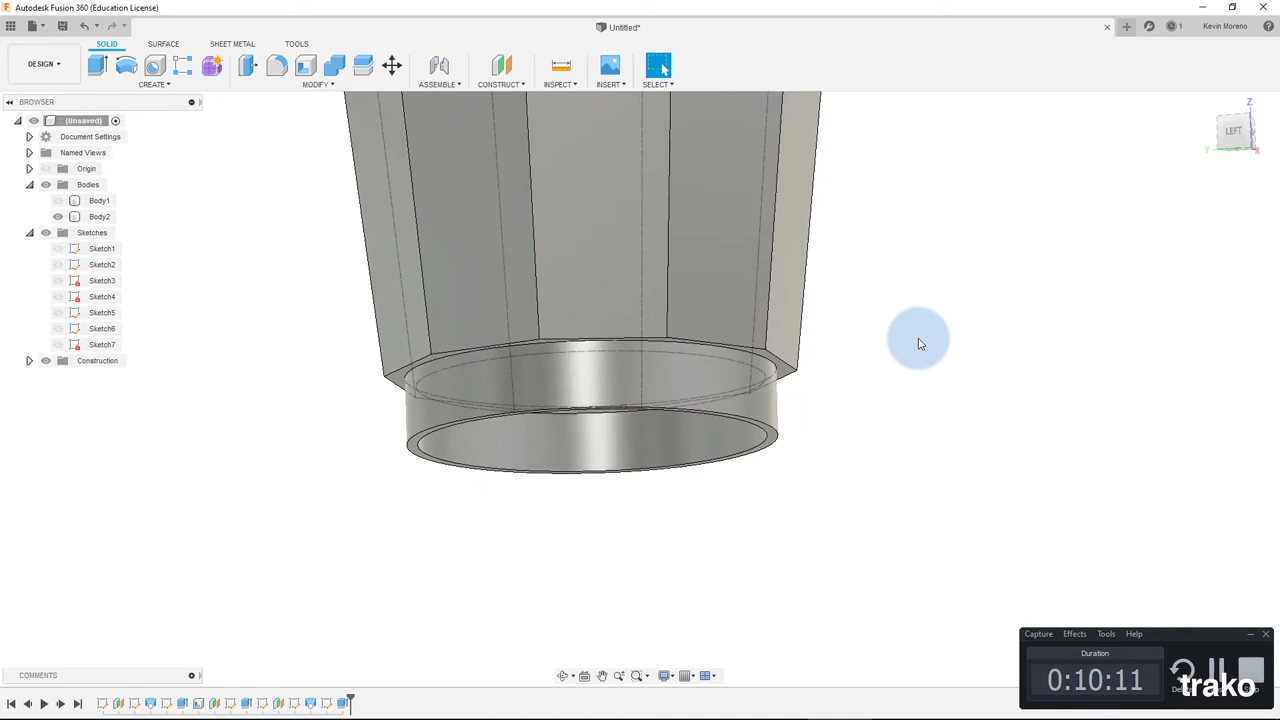 Autodesk Fusion 360 (Education License)
Untitled*
1
Kevin Moreno
SOLID
SURFACE
SHEET METAL
TOOLS
DESIGN
CREATE
MODIFY
ASSEMBLE
CONSTRUCT
INSPECT
INSERT
SELECT
BROWSER
(Unsaved)
Document Settings
Named Views
Origin
Bodies
Body1
Body2
Sketches
Sketch1
Sketch2
Sketch3
Sketch4
Sketch5
Sketch6
Sketch7
Construction
Z
LEFT
Y
X
Capture
Effects
Tools
Help
Duration
0:10:11
trako
COMMENTS